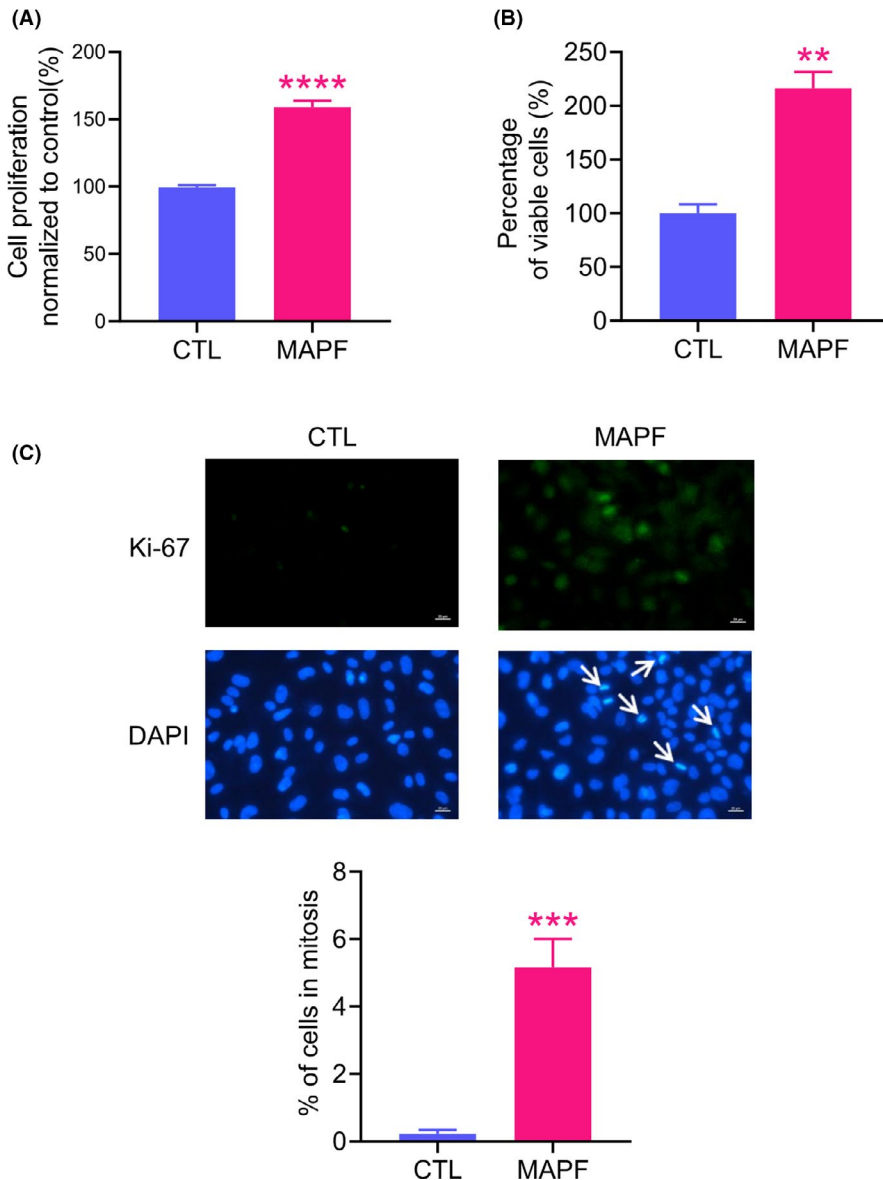 (A)
Cell proliferation
normalized to control(%)
200
150
100
50
0
****
CTL
MAPF
(B)
Percentage
of viable cells (%)
250
200
150
100
50
0
**
CTL
MAPF
(C)
CTL
MAPF
Ki-67
DAPI
% of cells in mitosis
8
6
4
2
0
***
CTL
MAPF